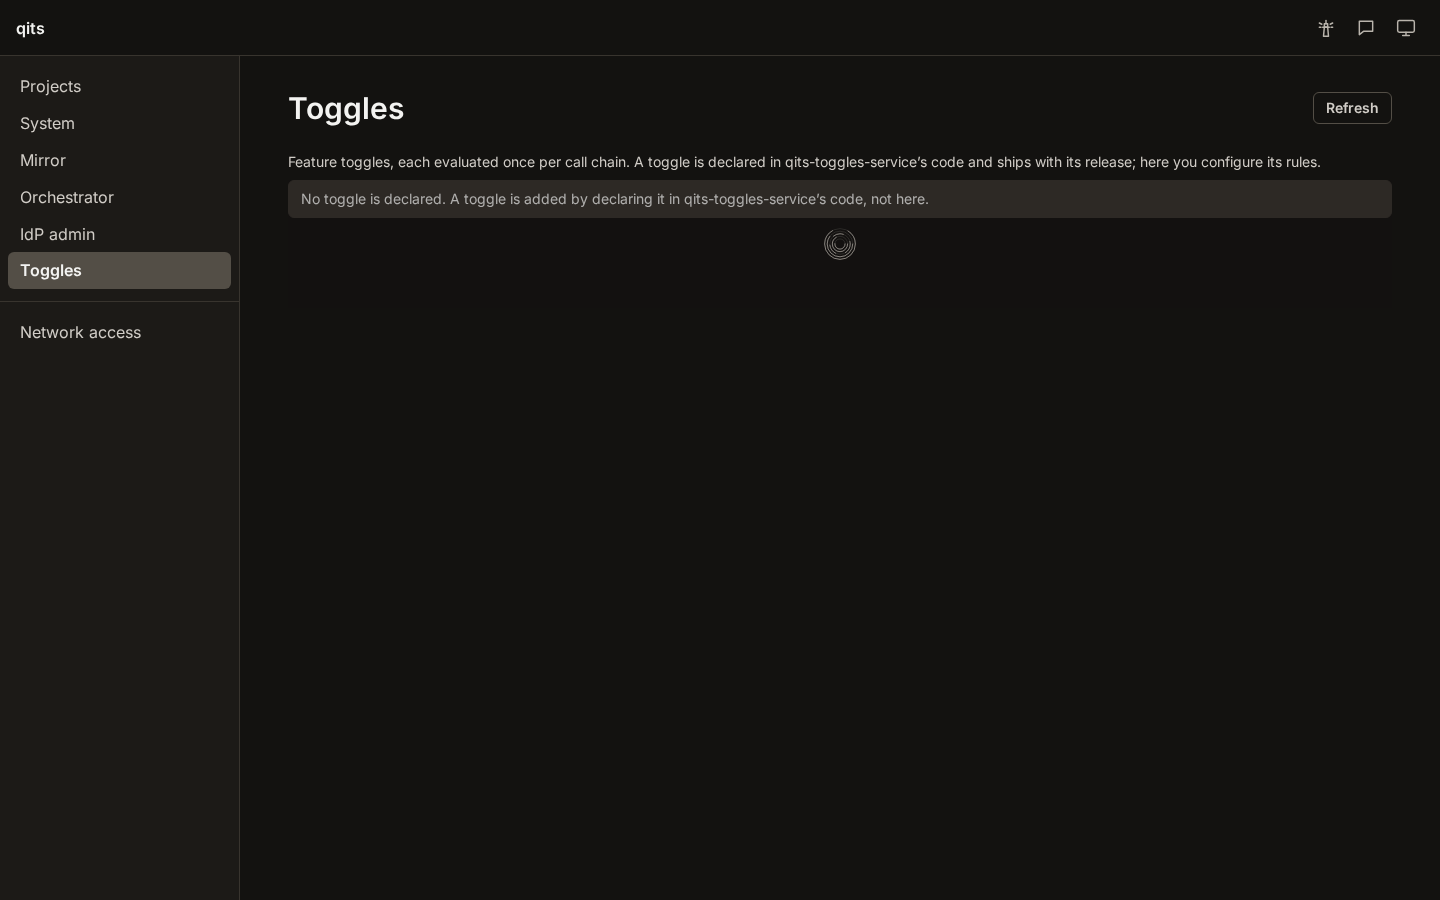 qits
Projects
System
Mirror
Orchestrator
IdP admin
Toggles
Network access
Toggles
Refresh
Feature toggles, each evaluated once per call chain. A toggle is declared in qits-toggles-service’s code and ships with its release; here you configure its rules.
No toggle is declared. A toggle is added by declaring it in qits-toggles-service’s code, not here.